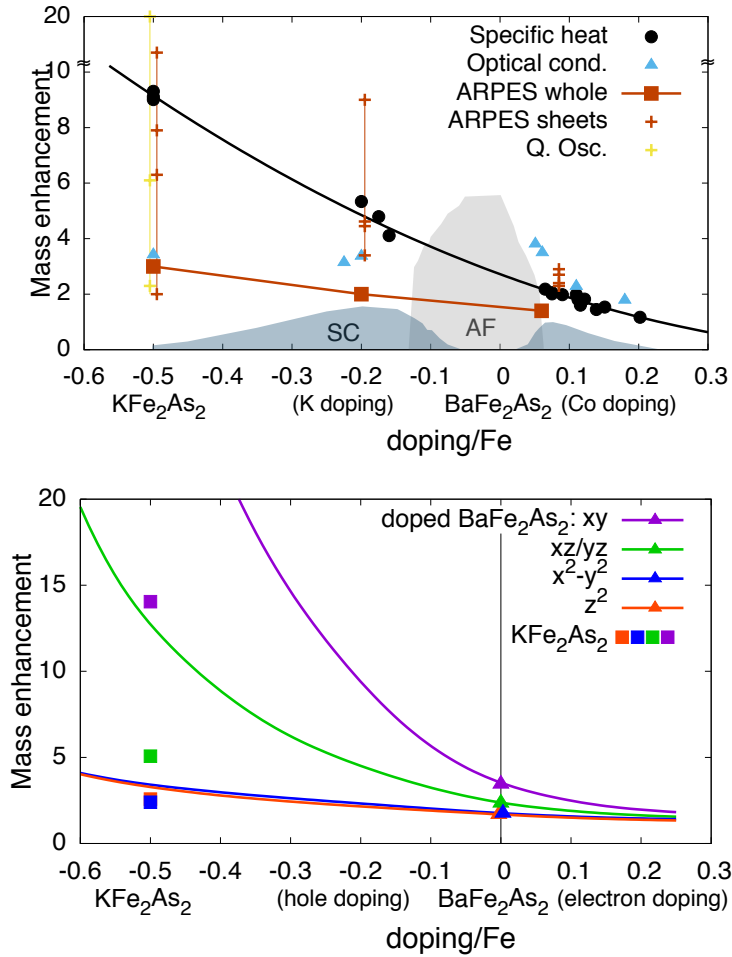 20
10
8
6
4
2
0
Mass enhancement
Specific heat
Optical cond.
ARPES whole
ARPES sheets
Q. Osc.
SC
AF
-0.6 -0.5 -0.4 -0.3 -0.2 -0.1 0 0.1 0.2 0.3
KFe₂As₂ (K doping) BaFe₂As₂ (Co doping)
doping/Fe
20
15
10
5
0
Mass enhancement
doped BaFe₂As₂: xy
xz/yz
x²-y²
z²
KFe₂As₂
-0.6 -0.5 -0.4 -0.3 -0.2 -0.1 0 0.1 0.2 0.3
KFe₂As₂ (hole doping) BaFe₂As₂ (electron doping)
doping/Fe